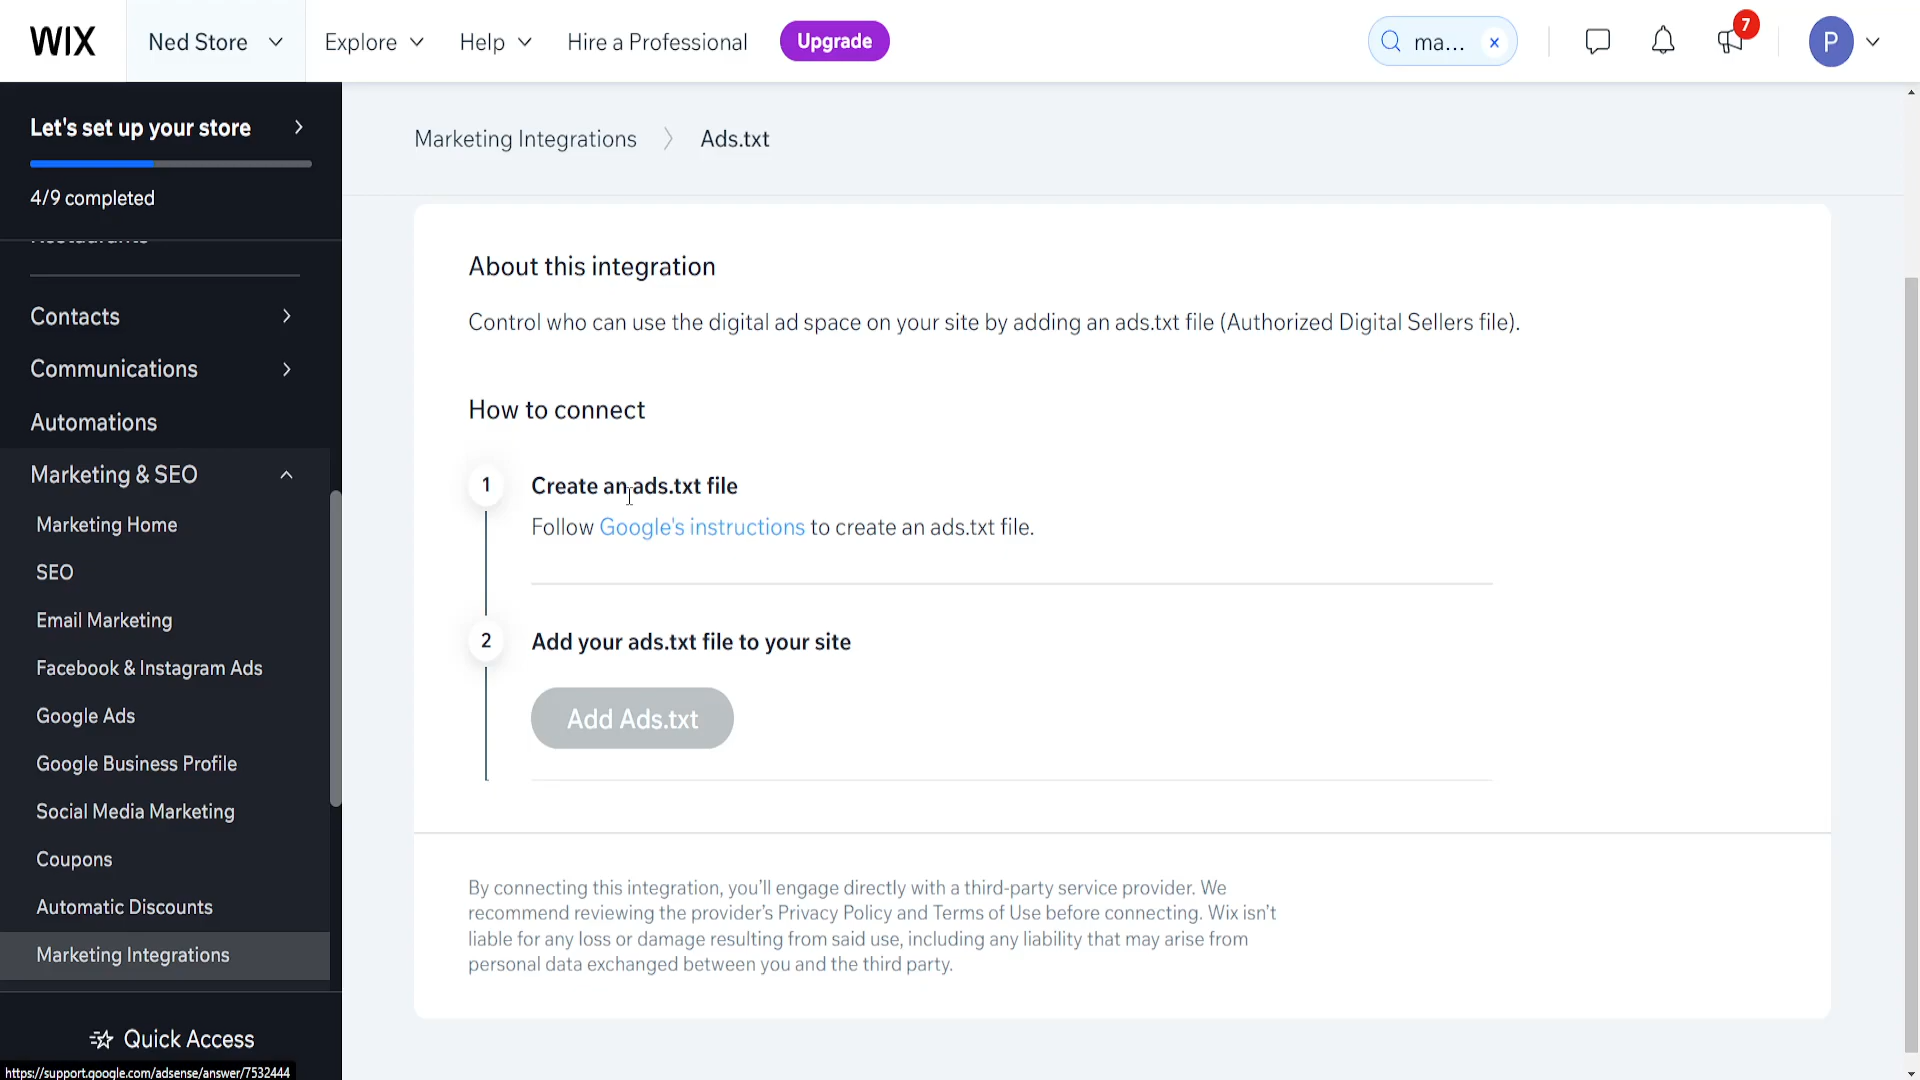 WIX
Ned Store
Explore
Help
Hire a Professional
Upgrade
ma...
7
P
Let's set up your store
4/9 completed
Restaurants
Contacts
Communications
Automations
Marketing & SEO
Marketing Home
SEO
Email Marketing
Facebook & Instagram Ads
Google Ads
Google Business Profile
Social Media Marketing
Coupons
Automatic Discounts
Marketing Integrations
Quick Access
https://support.google.com/adsense/answer/7532444
Marketing Integrations
Ads.txt
About this integration
Control who can use the digital ad space on your site by adding an ads.txt file (Authorized Digital Sellers file).
How to connect
1
Create an ads.txt file
Follow Google's instructions to create an ads.txt file.
2
Add your ads.txt file to your site
Add Ads.txt
By connecting this integration, you'll engage directly with a third-party service provider. We
recommend reviewing the provider's Privacy Policy and Terms of Use before connecting. Wix isn't
liable for any loss or damage resulting from said use, including any liability that may arise from
personal data exchanged between you and the third party.